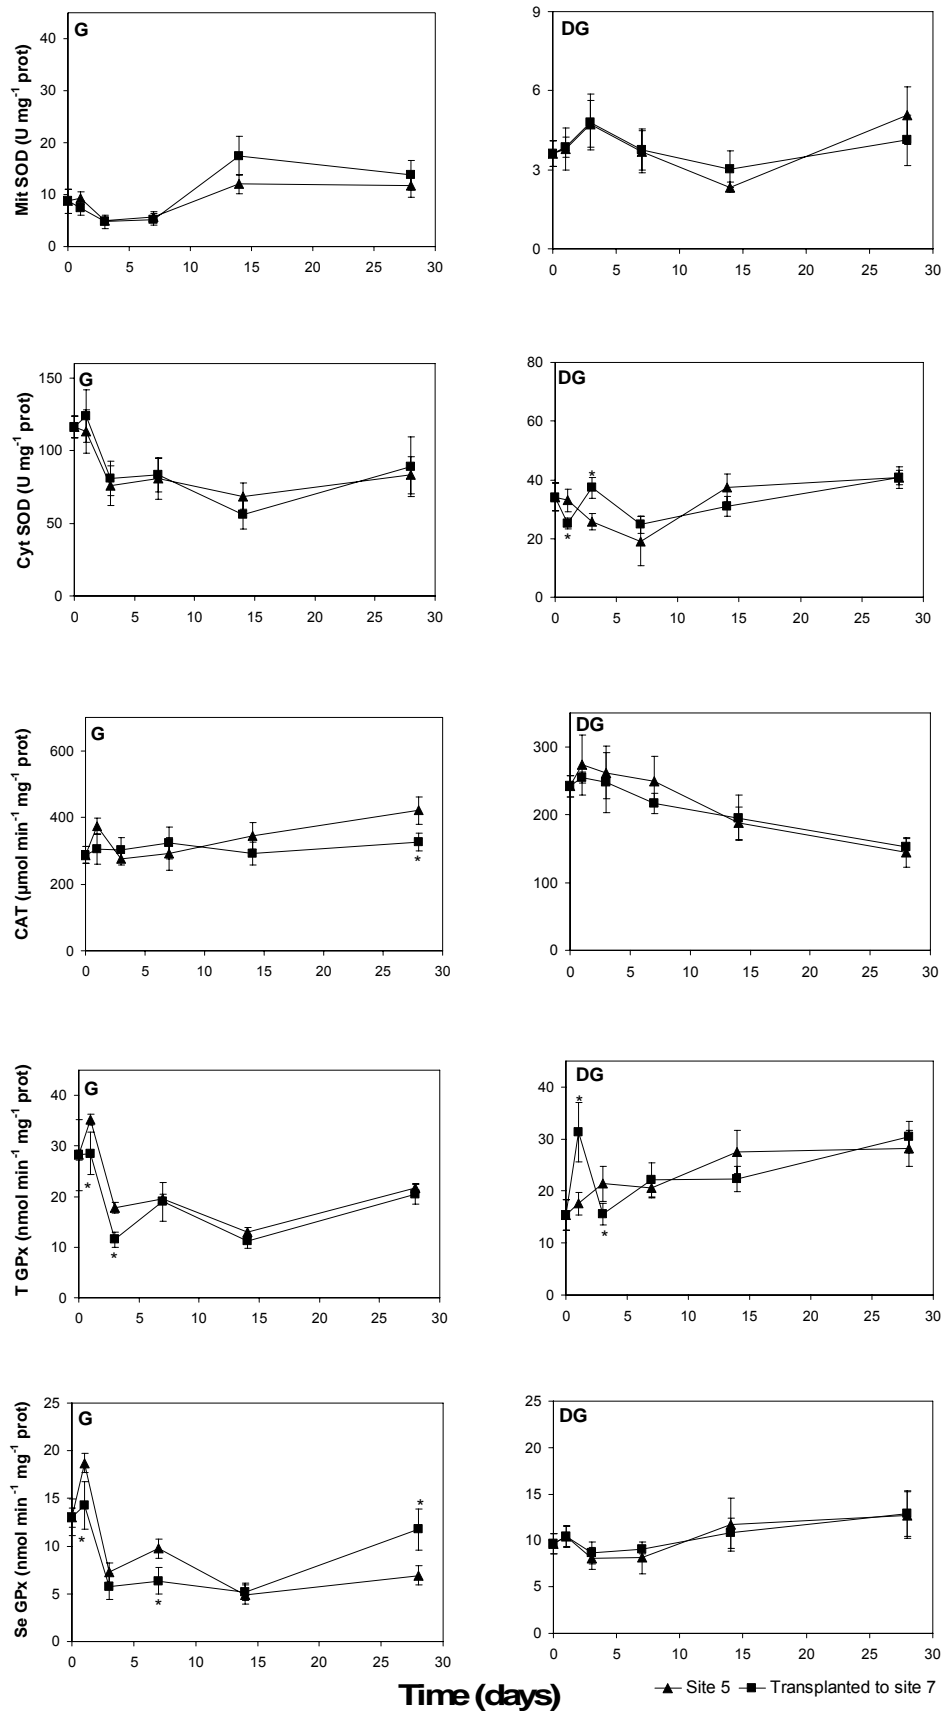 G
DG
Mit SOD (U mg-1 prot)
40
30
20
10
0
0 5 10 15 20 25 30
9
6
3
0
0 5 10 15 20 25 30
G
DG
Cyt SOD (U mg-1 prot)
150
100
50
0
0 5 10 15 20 25 30
80
60
40
20
0
0 5 10 15 20 25 30
*
*
G
DG
CAT (µmol min-1 mg-1 prot)
600
400
200
0
0 5 10 15 20 25 30
*
300
200
100
0
0 5 10 15 20 25 30
G
DG
T GPx (nmol min-1 mg-1 prot)
40
30
20
10
0
0 5 10 15 20 25 30
*
*
40
30
20
10
0
0 5 10 15 20 25 30
*
*
G
DG
Se GPx (nmol min-1 mg-1 prot)
25
20
15
10
5
0
0 5 10 15 20 25 30
*
*
*
25
20
15
10
5
0
0 5 10 15 20 25 30
Time (days)
Site 5 Transplanted to site 7